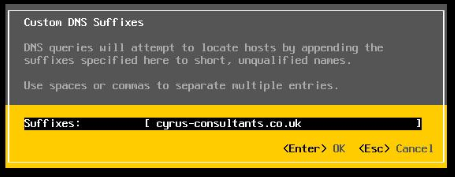 Custom DNS Suffixes
DNS queries will attempt to locate hosts by appending the
suffixes specified here to short, unqualified names.
Use spaces or commas to separate multiple entries.
Suffixes: [ cyrus-consultants.co.uk ]
<Enter> OK <Esc> Cancel